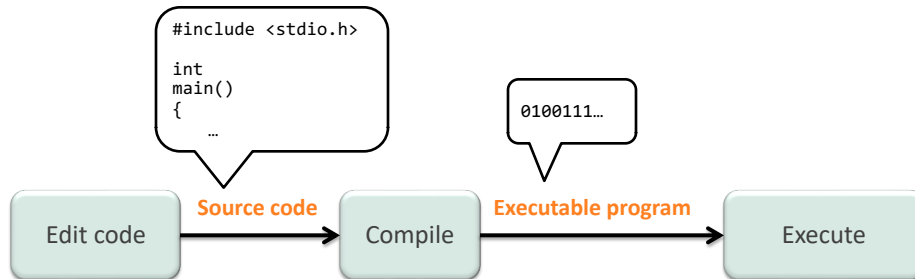 #include <stdio.h>
int
main()
{
…
0100111…
Source code
Executable program
Edit code
Compile
Execute